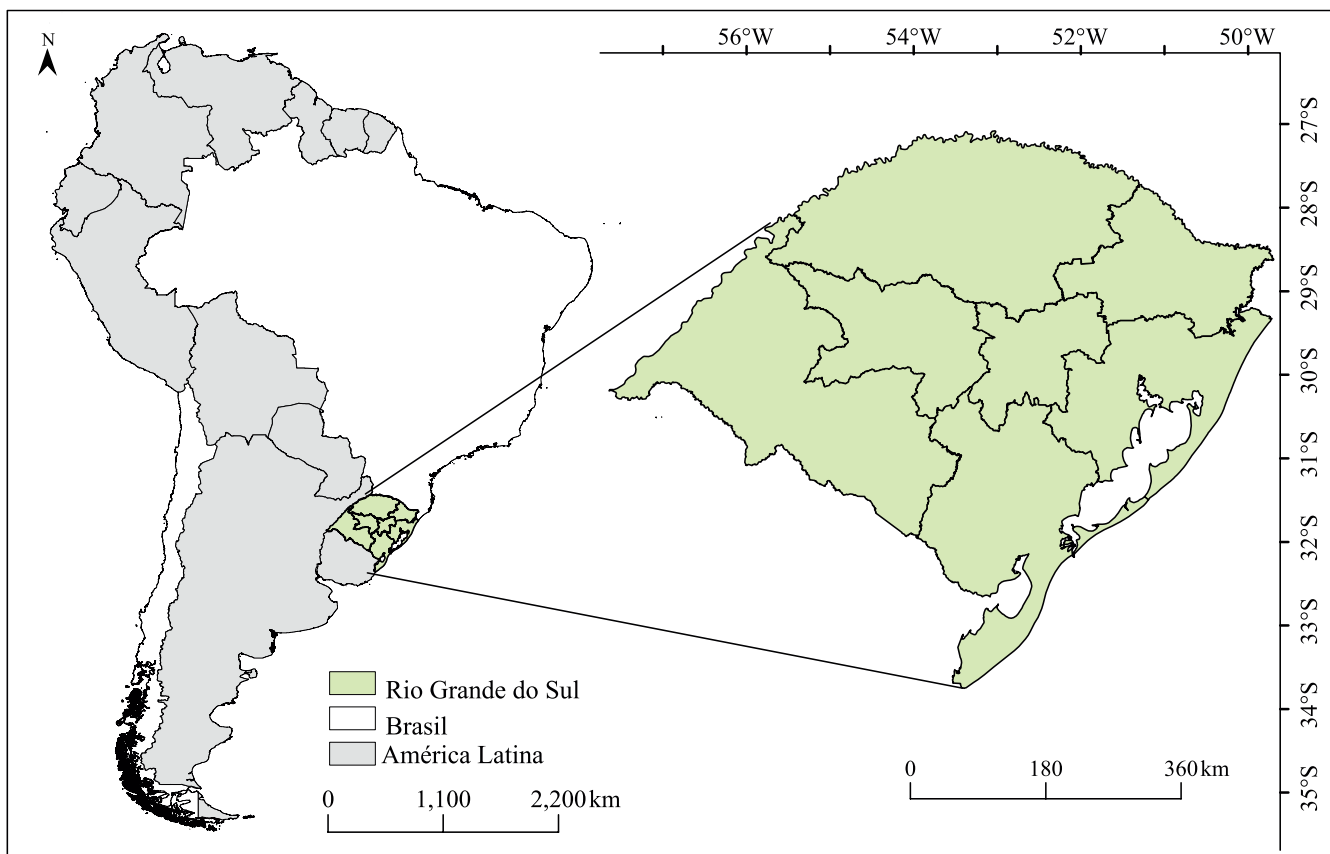 N
56°W 54°W 52°W 50°W
27°S
28°S
29°S
30°S
31°S
32°S
33°S
34°S
35°S
Rio Grande do Sul
Brasil
América Latina
0 1,100 2,200 km
0 180 360 km